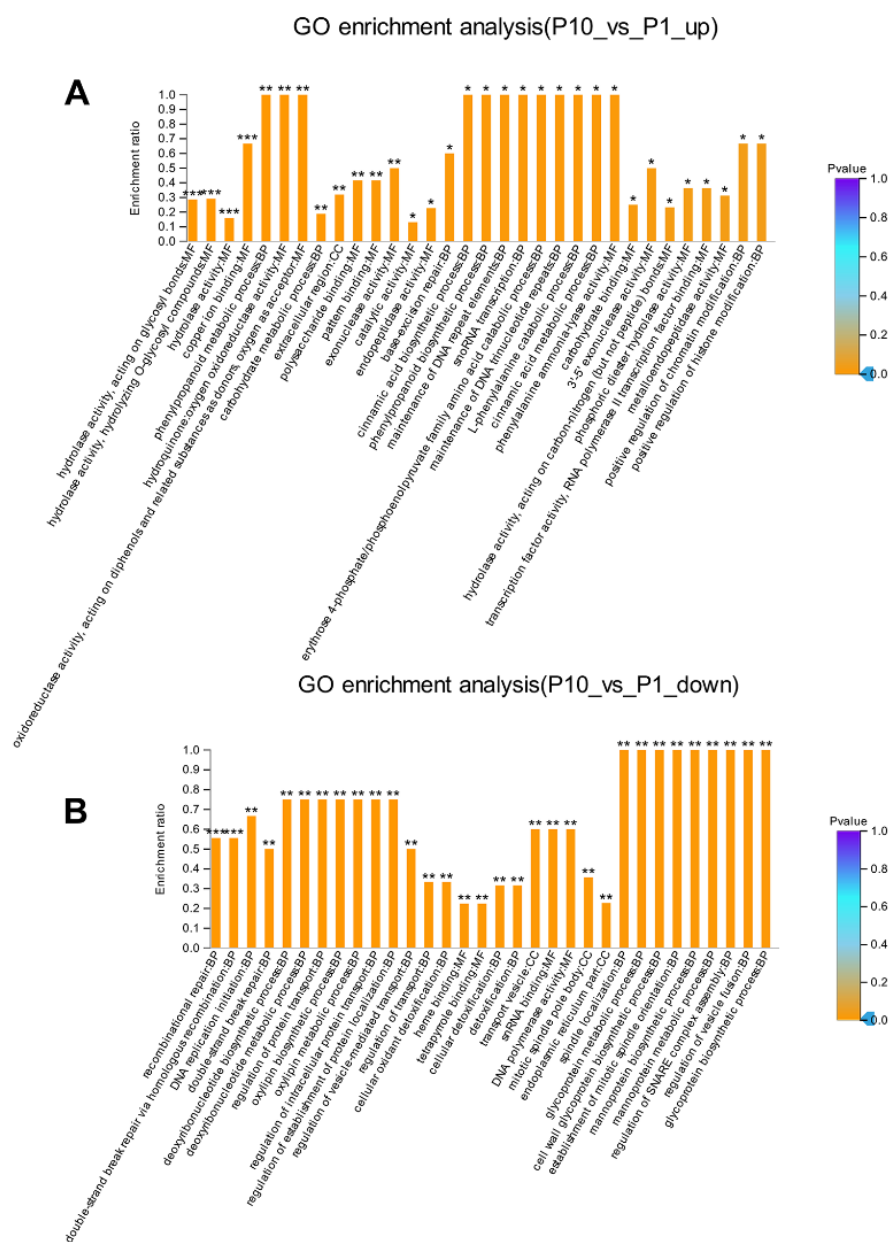 GO enrichment analysis(P10_vs_P1_up)
A
Enrichment ratio
1.0
0.9
0.8
0.7
0.6
0.5
0.4
0.3
0.2
0.1
0.0
*** *** *** *** ** ** ** ** ** ** ** ** * * * * * * * * * * * * * * * * * * * *
hydrolase activity, acting on glycosyl bonds:MF
hydrolase activity, hydrolyzing O-glycosyl compounds:MF
hydrolase activity:MF
copper ion binding:MF
phenylpropanoid metabolic process:BP
hydroquinone:oxygen oxidoreductase activity:MF
oxidoreductase activity, acting on diphenols and related substances as donors, oxygen as acceptor:MF
carbohydrate metabolic process:BP
extracellular region:CC
polysaccharide binding:MF
pattern binding:MF
exonuclease activity:MF
catalytic activity:MF
endopeptidase activity:MF
base-excision repair:BP
cinnamic acid biosynthetic process:BP
phenylpropanoid biosynthetic process:BP
maintenance of DNA repeat elements:BP
snoRNA transcription:BP
erythrose 4-phosphate/phosphoenolpyruvate family amino acid catabolic process:BP
maintenance of DNA trinucleotide repeats:BP
L-phenylalanine catabolic process:BP
cinnamic acid metabolic process:BP
phenylalanine ammonia-lyase activity:MF
carbohydrate binding:MF
3'-5' exonuclease activity:MF
hydrolase activity, acting on carbon-nitrogen (but not peptide) bonds:MF
phosphoric diester hydrolase activity:MF
transcription factor activity, RNA polymerase II transcription factor binding:MF
metalloendopeptidase activity:MF
positive regulation of chromatin modification:BP
positive regulation of histone modification:BP
Pvalue
1.0
0.8
0.6
0.4
0.2
0.0
GO enrichment analysis(P10_vs_P1_down)
B
Enrichment ratio
1.0
0.9
0.8
0.7
0.6
0.5
0.4
0.3
0.2
0.1
0.0
*** *** ** ** ** ** ** ** ** ** ** ** ** ** ** ** ** ** ** ** ** ** ** ** ** ** ** ** ** ** ** **
recombinational repair:BP
double-strand break repair via homologous recombination:BP
DNA replication initiation:BP
double-strand break repair:BP
deoxyribonucleotide biosynthetic process:BP
deoxyribonucleotide metabolic process:BP
regulation of protein transport:BP
oxylipin biosynthetic process:BP
oxylipin metabolic process:BP
regulation of intracellular protein transport:BP
regulation of establishment of protein localization:BP
regulation of vesicle-mediated transport:BP
regulation of transport:BP
cellular oxidant detoxification:BP
heme binding:MF
tetrapyrrole binding:MF
cellular detoxification:BP
detoxification:BP
transport vesicle:CC
snRNA binding:MF
DNA polymerase activity:MF
mitotic spindle pole body:CC
endoplasmic reticulum part:CC
spindle localization:BP
glycoprotein metabolic process:BP
cell wall glycoprotein biosynthetic process:BP
establishment of mitotic spindle orientation:BP
mannoprotein biosynthetic process:BP
mannoprotein metabolic process:BP
regulation of SNARE complex assembly:BP
regulation of vesicle fusion:BP
glycoprotein biosynthetic process:BP
Pvalue
1.0
0.8
0.6
0.4
0.2
0.0